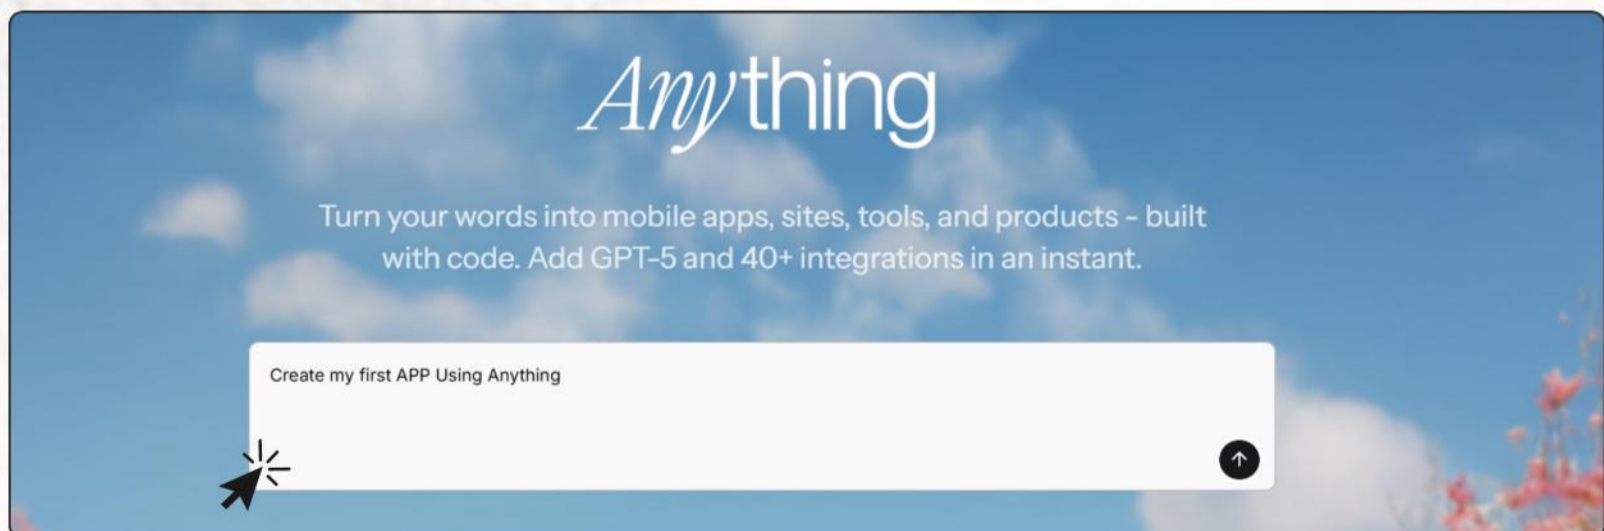 Anything
Turn your words into mobile apps, sites, tools, and products - built
with code. Add GPT-5 and 40+ integrations in an instant.
Create my first APP Using Anything